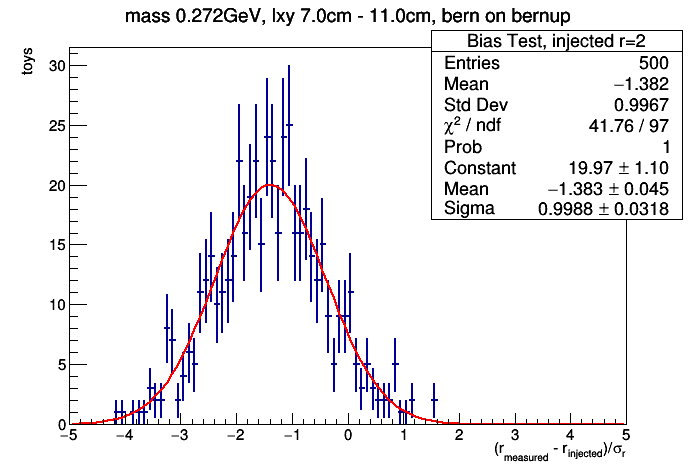 mass 0.272GeV, lxy 7.0cm - 11.0cm, bern on bernup
Bias Test, injected r=2
Entries 500
Mean −1.382
Std Dev 0.9967
χ² / ndf 41.76 / 97
Prob 1
Constant 19.97 ± 1.10
Mean −1.383 ± 0.045
Sigma 0.9988 ± 0.0318
toys
30
25
20
15
10
5
0
−5 −4 −3 −2 −1 0 1 2 3 4 5
(r_measured - r_injected)/σ_r